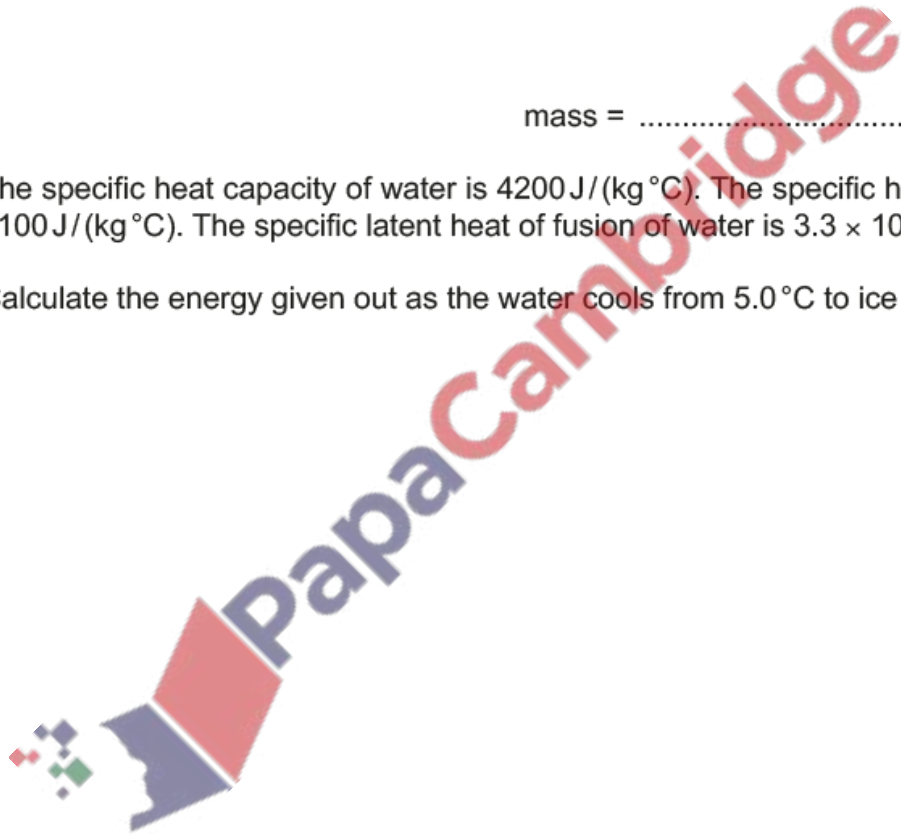 mass = ....................................
he specific heat capacity of water is 4200 J/(kg °C). The specific h
100 J/(kg °C). The specific latent heat of fusion of water is 3.3 × 10
alculate the energy given out as the water cools from 5.0 °C to ice
PapaCambridge